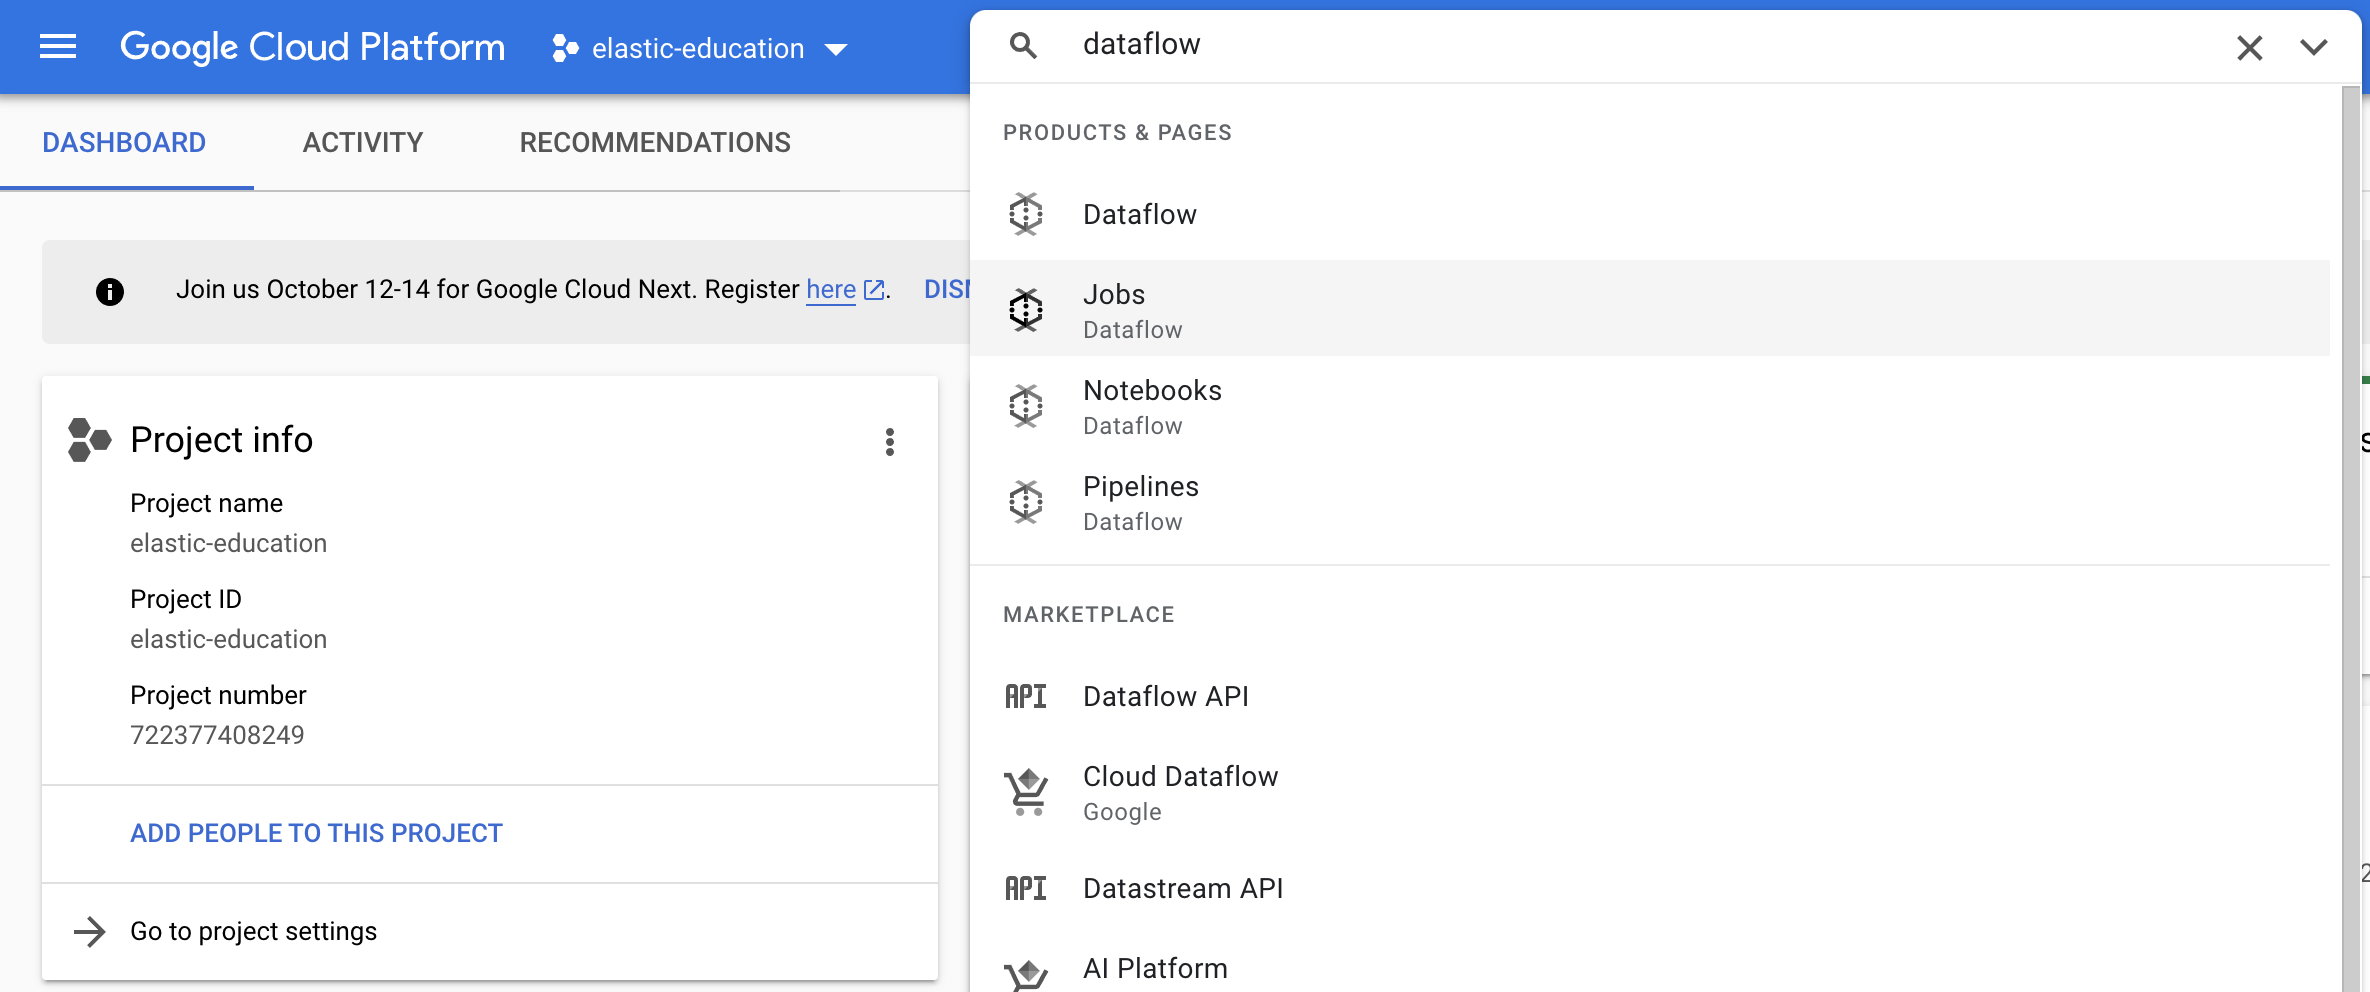 Google Cloud Platform
elastic-education
dataflow
DASHBOARD
ACTIVITY
RECOMMENDATIONS
Join us October 12-14 for Google Cloud Next. Register here.
Project info
Project name
elastic-education
Project ID
elastic-education
Project number
722377408249
ADD PEOPLE TO THIS PROJECT
Go to project settings
PRODUCTS & PAGES
Dataflow
Jobs
Dataflow
Notebooks
Dataflow
Pipelines
Dataflow
MARKETPLACE
API
Dataflow API
Cloud Dataflow
Google
API
Datastream API
AI Platform